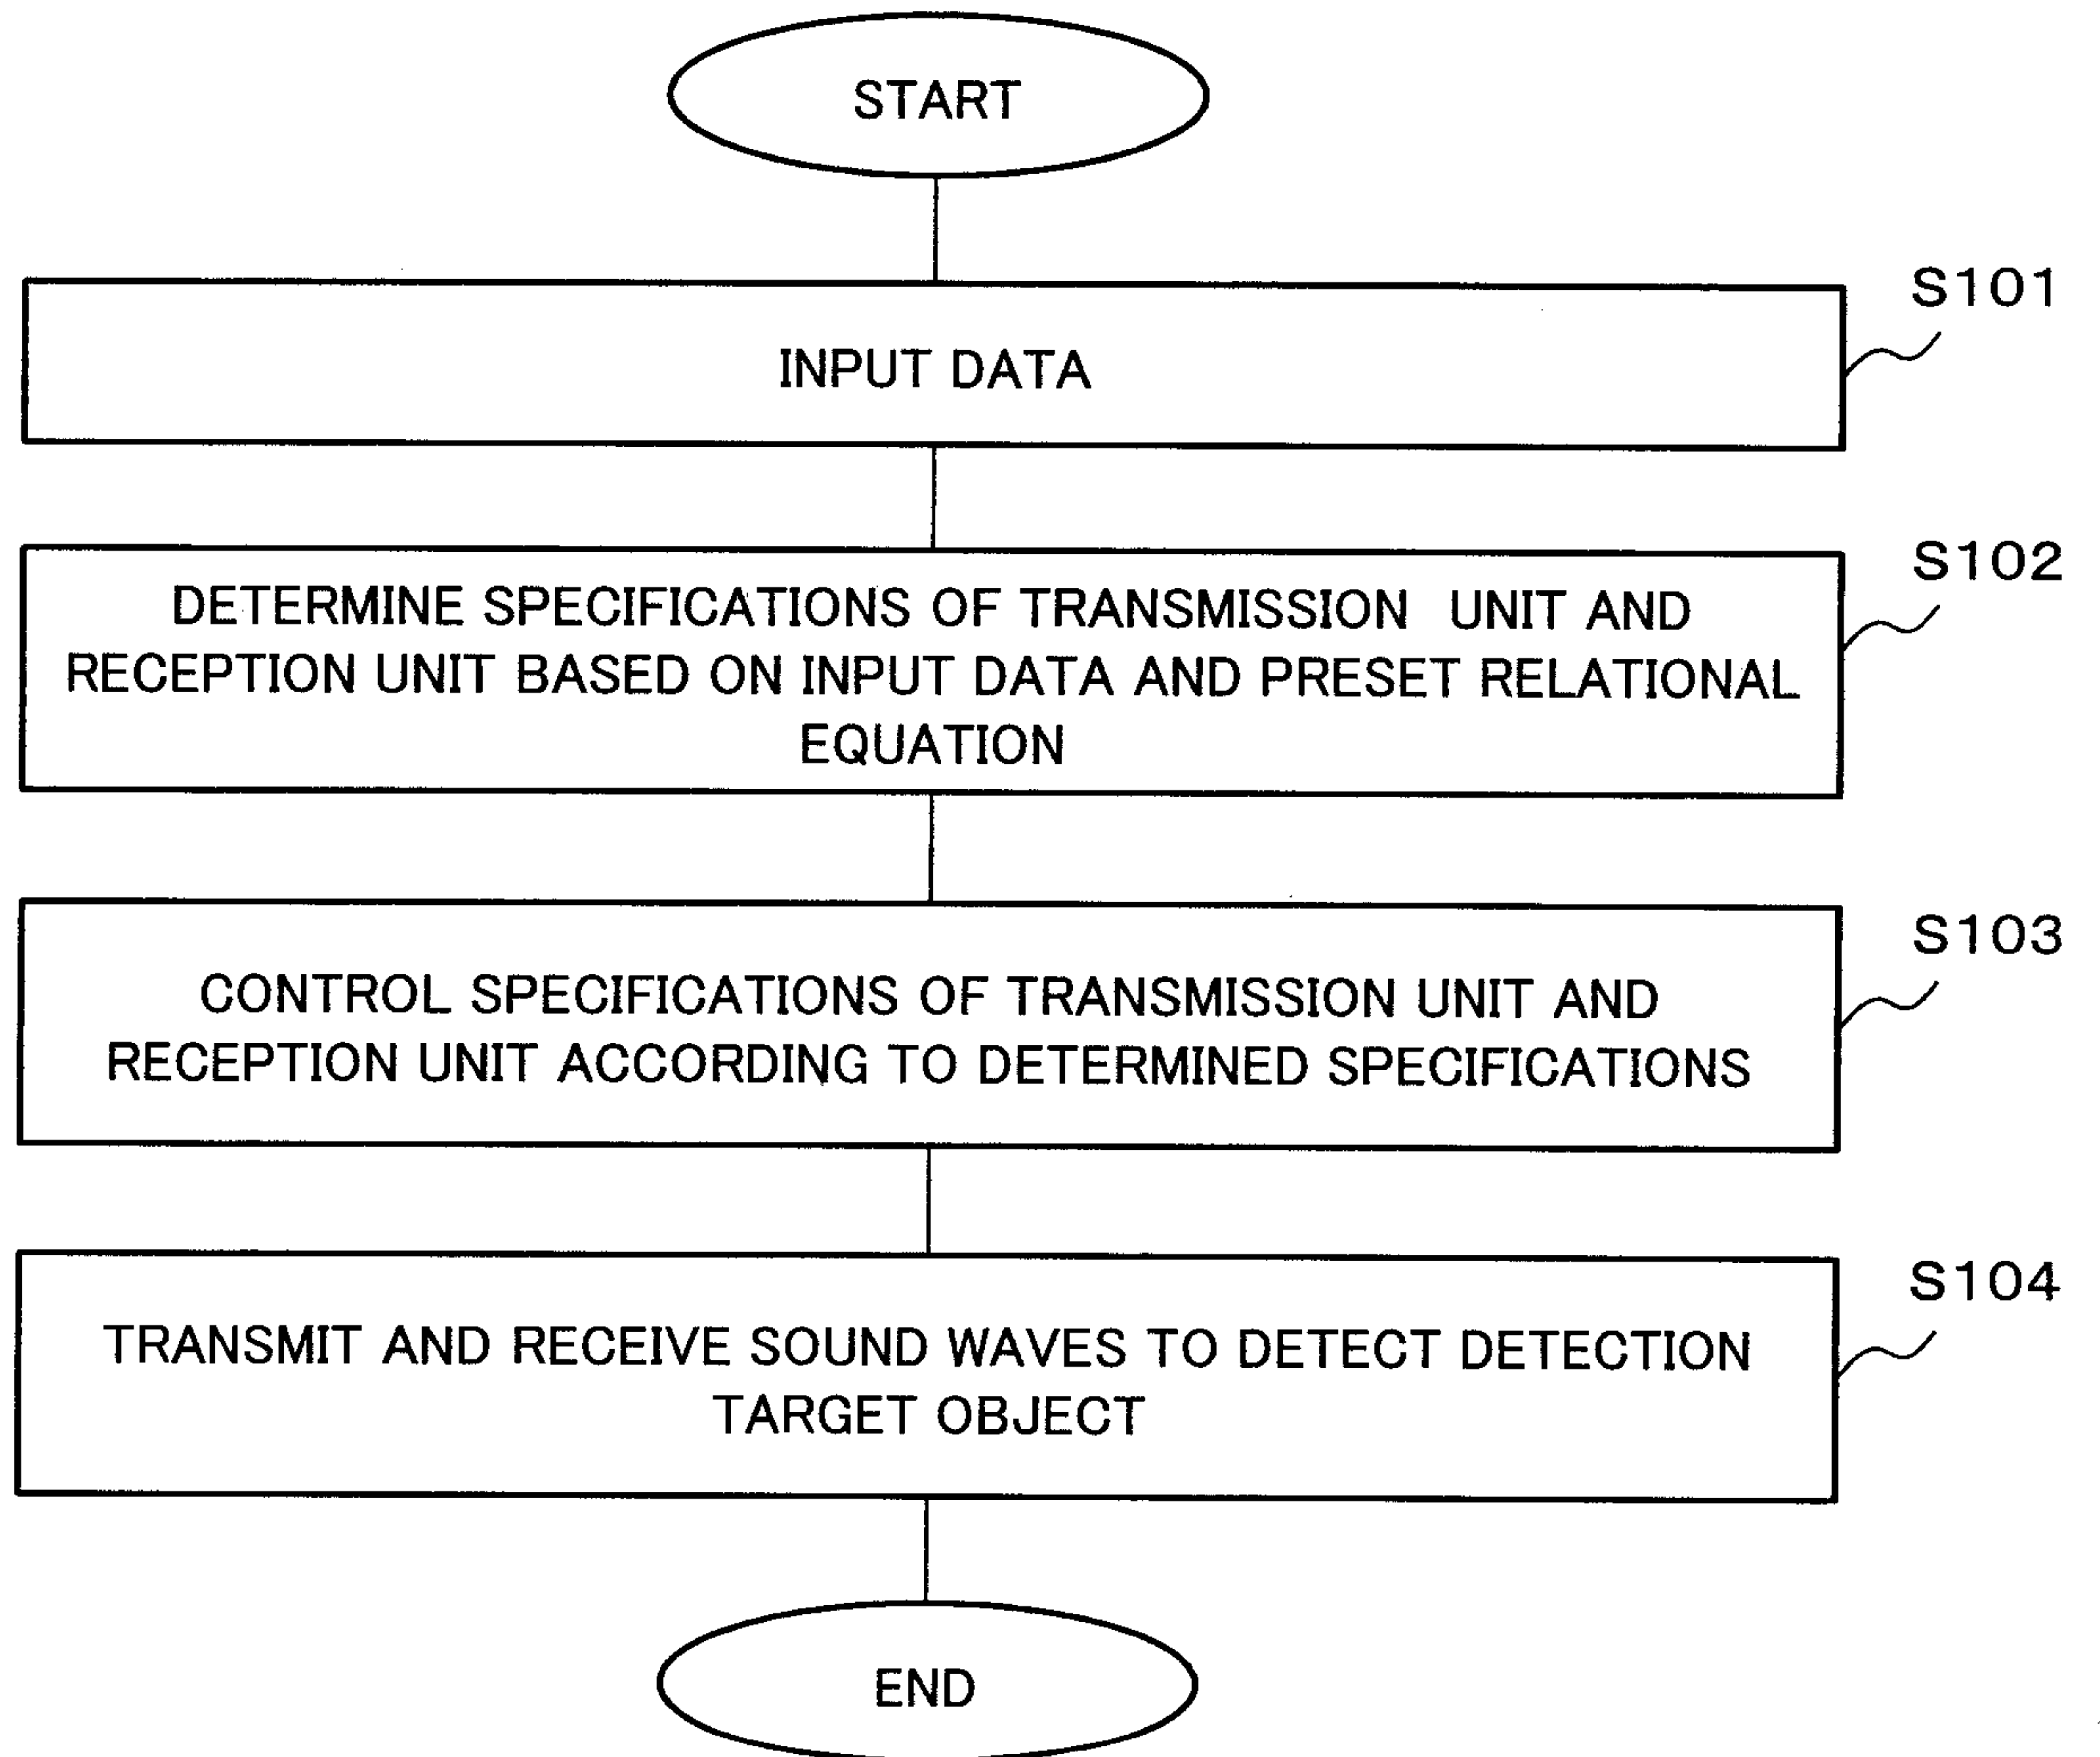 START
S101
INPUT DATA
S102
DETERMINE SPECIFICATIONS OF TRANSMISSION UNIT AND
RECEPTION UNIT BASED ON INPUT DATA AND PRESET RELATIONAL
EQUATION
S103
CONTROL SPECIFICATIONS OF TRANSMISSION UNIT AND
RECEPTION UNIT ACCORDING TO DETERMINED SPECIFICATIONS
S104
TRANSMIT AND RECEIVE SOUND WAVES TO DETECT DETECTION
TARGET OBJECT
END